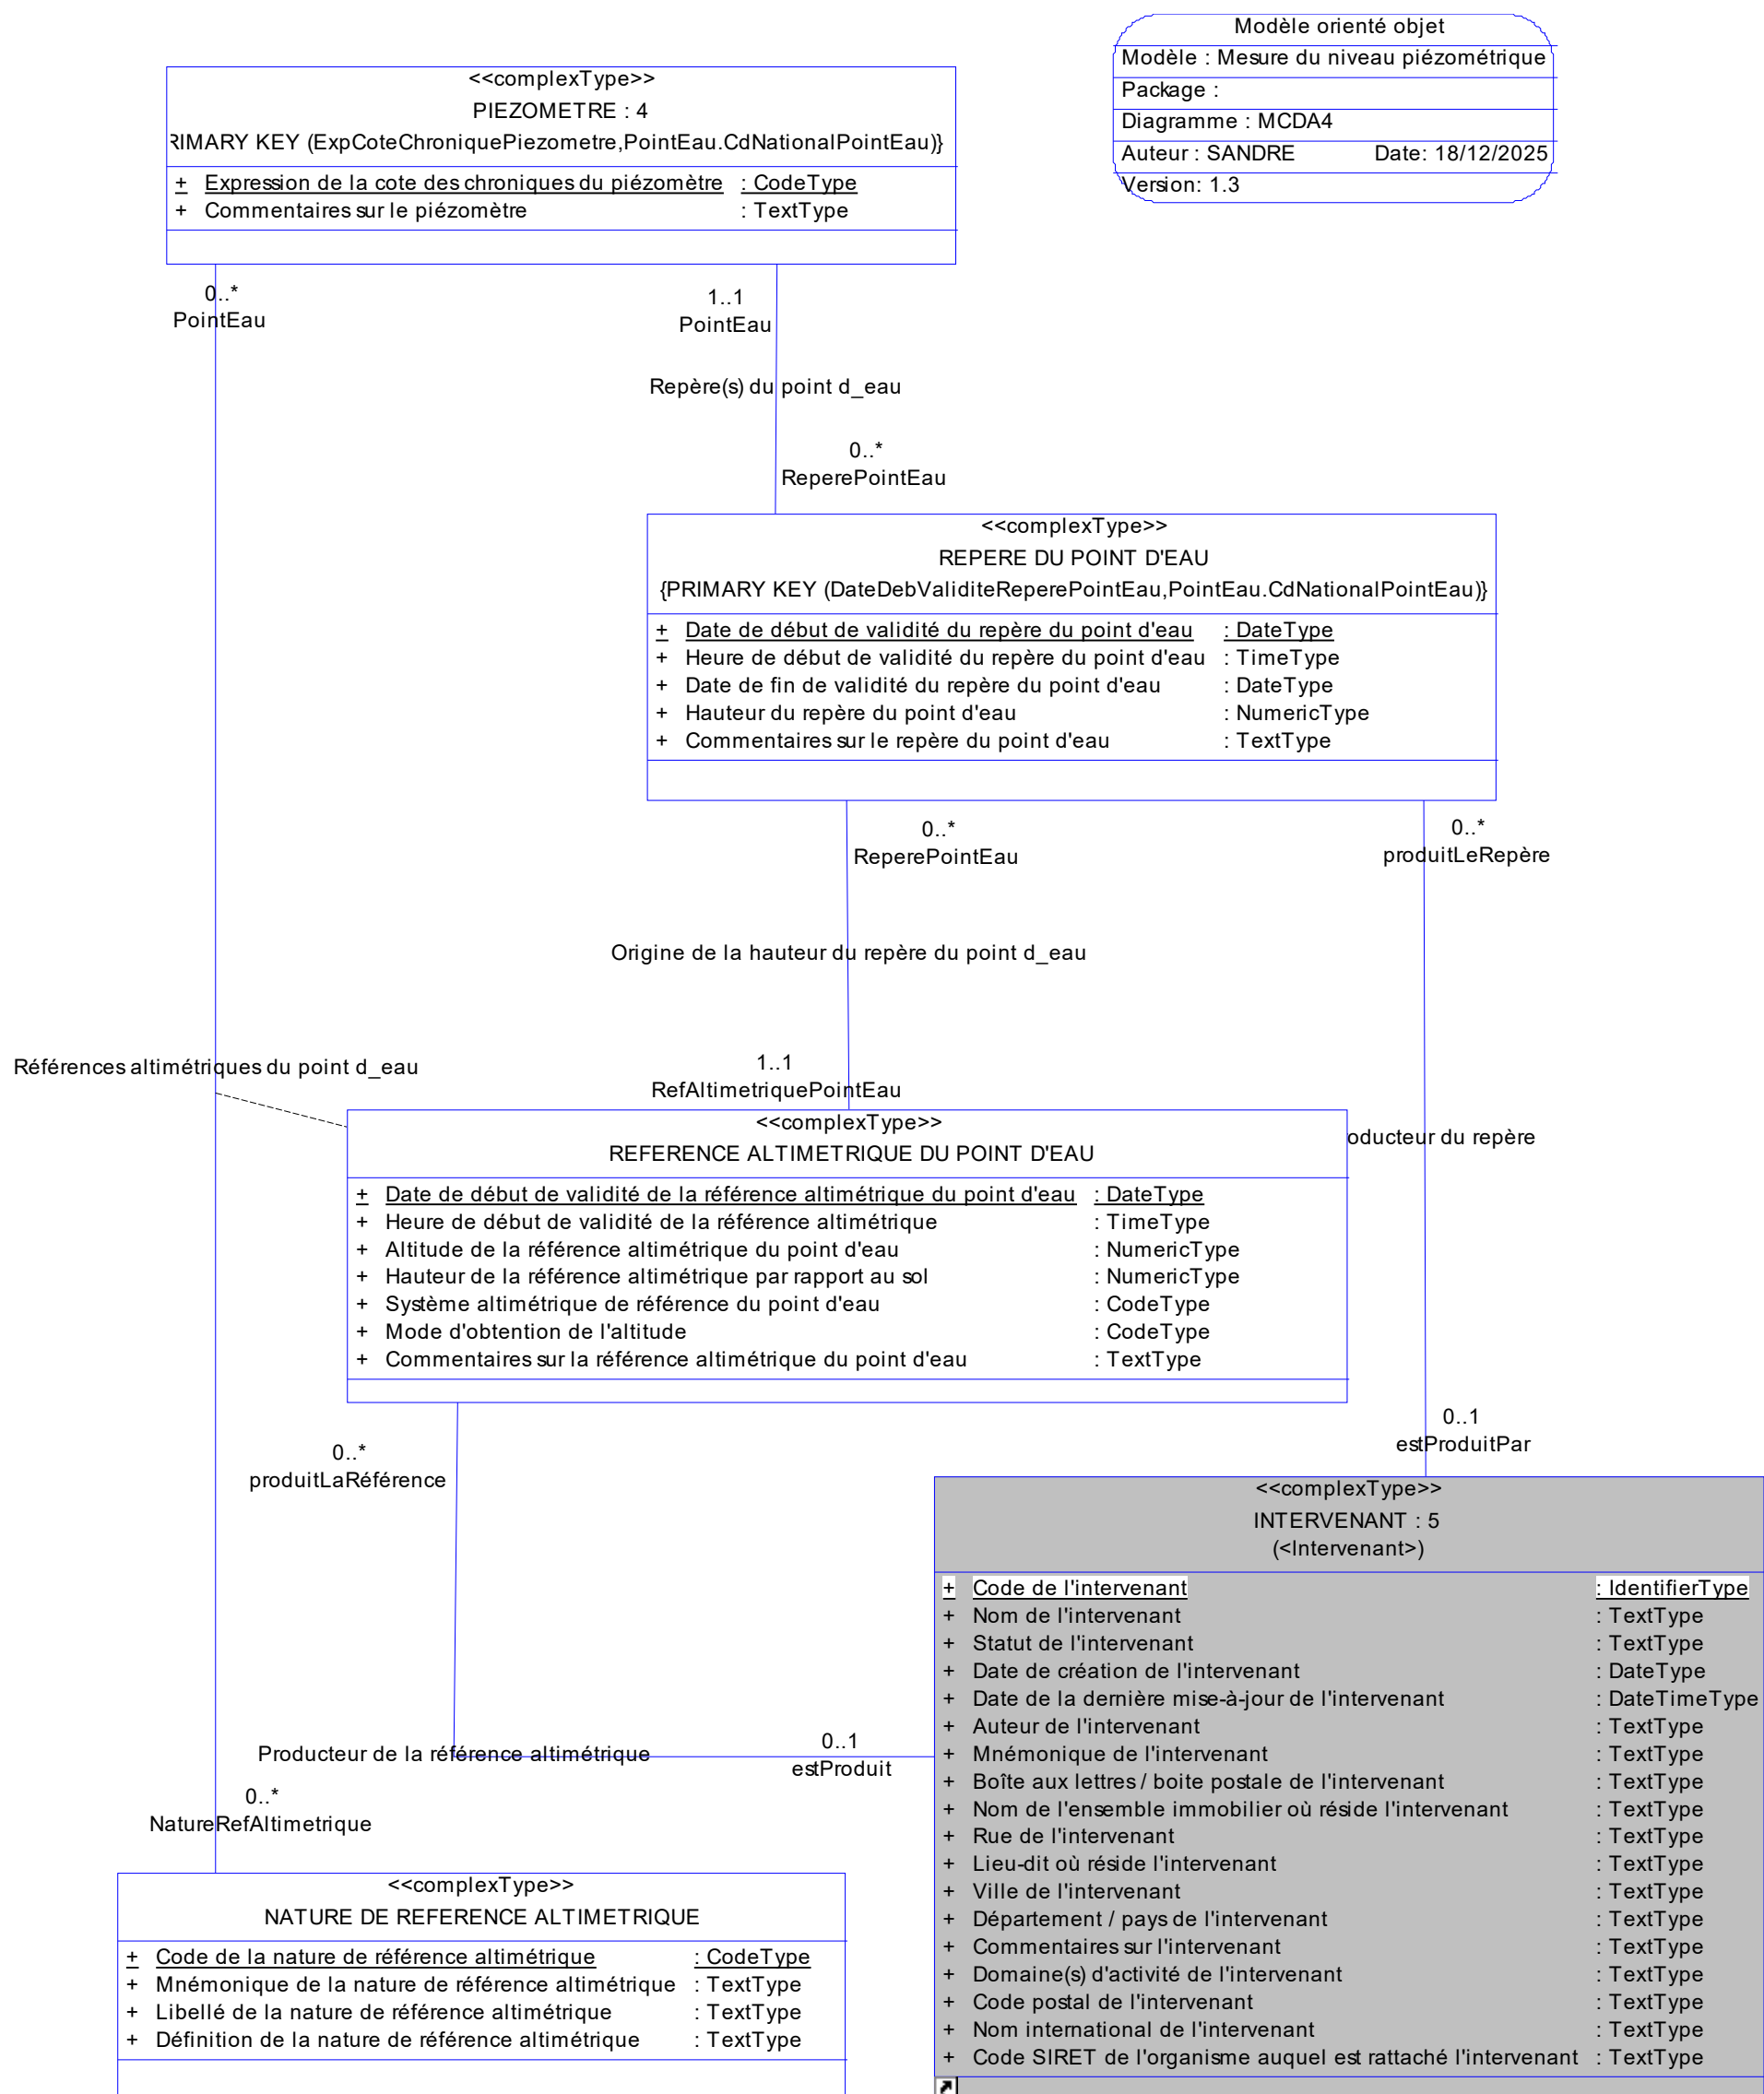 Modèle orienté objet
Modèle : Mesure du niveau piézométrique
Package :
Diagramme : MCDA4
Auteur : SANDRE Date: 18/12/2025
Version: 1.3
<<complexType>>
PIEZOMETRE : 4
RIMARY KEY (ExpCoteChroniquePiezometre,PointEau.CdNationalPointEau)}
+ Expression de la cote des chroniques du piézomètre : CodeType
+ Commentaires sur le piézomètre : TextType
0..*
PointEau
1..1
PointEau
Repère(s) du point d_eau
0..*
ReperePointEau
<<complexType>>
REPERE DU POINT D'EAU
{PRIMARY KEY (DateDebValiditeReperePointEau,PointEau.CdNationalPointEau)}
+ Date de début de validité du repère du point d'eau : DateType
+ Heure de début de validité du repère du point d'eau : TimeType
+ Date de fin de validité du repère du point d'eau : DateType
+ Hauteur du repère du point d'eau : NumericType
+ Commentaires sur le repère du point d'eau : TextType
0..*
ReperePointEau
0..*
produitLeRepère
Origine de la hauteur du repère du point d_eau
Références altimétriques du point d_eau
1..1
RefAltimetriquePointEau
<<complexType>>
REFERENCE ALTIMETRIQUE DU POINT D'EAU
+ Date de début de validité de la référence altimétrique du point d'eau : DateType
+ Heure de début de validité de la référence altimétrique : TimeType
+ Altitude de la référence altimétrique du point d'eau : NumericType
+ Hauteur de la référence altimétrique par rapport au sol : NumericType
+ Système altimétrique de référence du point d'eau : CodeType
+ Mode d'obtention de l'altitude : CodeType
+ Commentaires sur la référence altimétrique du point d'eau : TextType
oducteur du repère
0..*
produitLaRéférence
0..1
estProduitPar
<<complexType>>
INTERVENANT : 5
(<Intervenant>)
+ Code de l'intervenant : IdentifierType
+ Nom de l'intervenant : TextType
+ Statut de l'intervenant : TextType
+ Date de création de l'intervenant : DateType
+ Date de la dernière mise-à-jour de l'intervenant : DateTimeType
+ Auteur de l'intervenant : TextType
+ Mnémonique de l'intervenant : TextType
+ Boîte aux lettres / boite postale de l'intervenant : TextType
+ Nom de l'ensemble immobilier où réside l'intervenant : TextType
+ Rue de l'intervenant : TextType
+ Lieu-dit où réside l'intervenant : TextType
+ Ville de l'intervenant : TextType
+ Département / pays de l'intervenant : TextType
+ Commentaires sur l'intervenant : TextType
+ Domaine(s) d'activité de l'intervenant : TextType
+ Code postal de l'intervenant : TextType
+ Nom international de l'intervenant : TextType
+ Code SIRET de l'organisme auquel est rattaché l'intervenant : TextType
Producteur de la référence altimétrique
0..1
estProduit
0..*
NatureRefAltimetrique
<<complexType>>
NATURE DE REFERENCE ALTIMETRIQUE
+ Code de la nature de référence altimétrique : CodeType
+ Mnémonique de la nature de référence altimétrique : TextType
+ Libellé de la nature de référence altimétrique : TextType
+ Définition de la nature de référence altimétrique : TextType